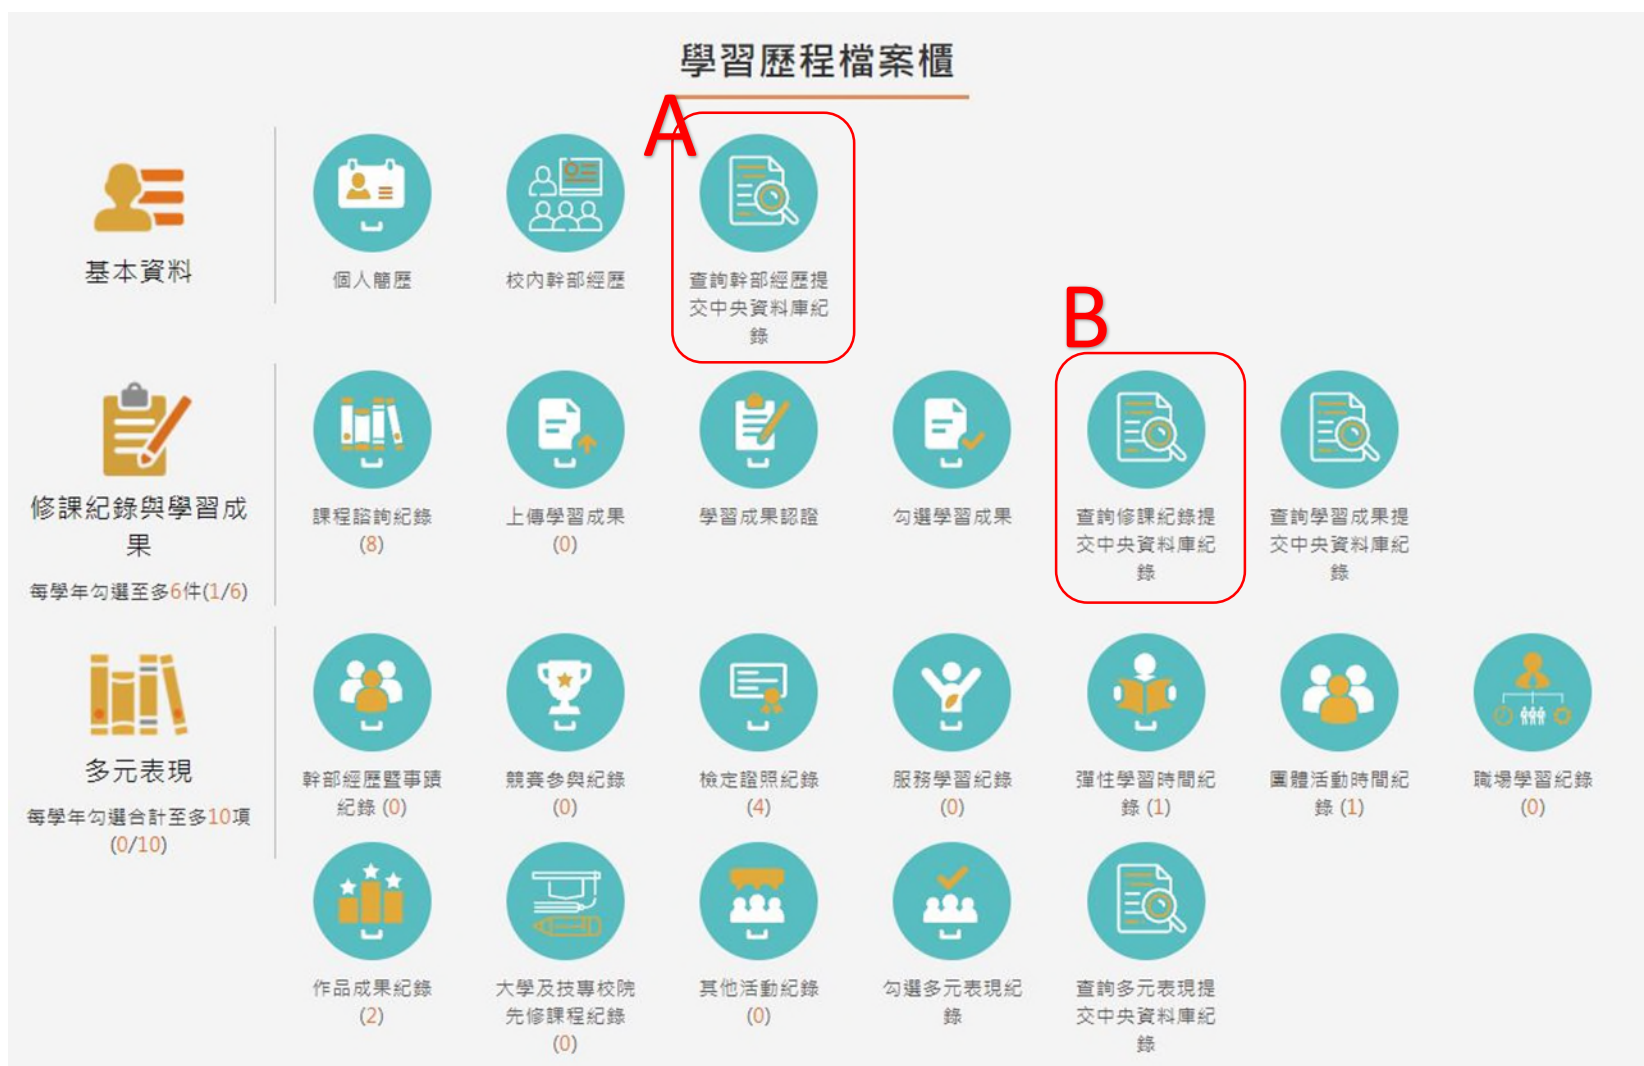 學習歷程檔案櫃
A
基本資料
個人簡歷
校內幹部經歷
查詢幹部經歷提
交中央資料庫紀
錄
B
修課紀錄與學習成
果
每學年勾選至多6件(1/6)
課程諮詢紀錄
(8)
上傳學習成果
(0)
學習成果認證
勾選學習成果
查詢修課紀錄提
交中央資料庫紀
錄
查詢學習成果提
交中央資料庫紀
錄
多元表現
每學年勾選合計至多10項
(0/10)
幹部經歷暨事蹟
紀錄 (0)
競賽參與紀錄
(0)
檢定證照紀錄
(4)
服務學習紀錄
(0)
彈性學習時間紀
錄 (1)
團體活動時間紀
錄 (1)
職場學習紀錄
(0)
作品成果紀錄
(2)
大學及技專校院
先修課程紀錄
(0)
其他活動紀錄
(0)
勾選多元表現紀
錄
查詢多元表現提
交中央資料庫紀
錄